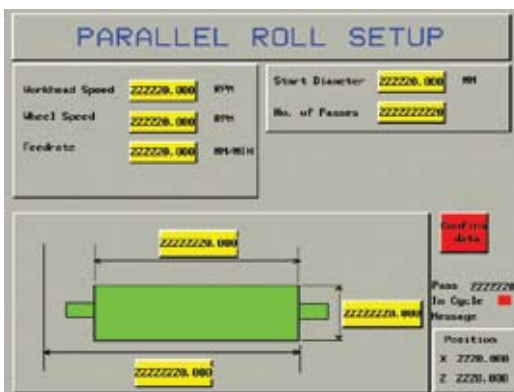 PARALLEL ROLL SETUP
Workhead Speed 222220.000 RPM
Wheel Speed 222220.000 RPM
Feedrate 222220.000 MM/MIN
Start Diameter 222220.000 MM
No. of Passes 2222222220
22222220.000
22222220.000
22222220.000
Confirm data
Pass 2222220
In Cycle
Message
Position
X 2220.000
Z 2220.000